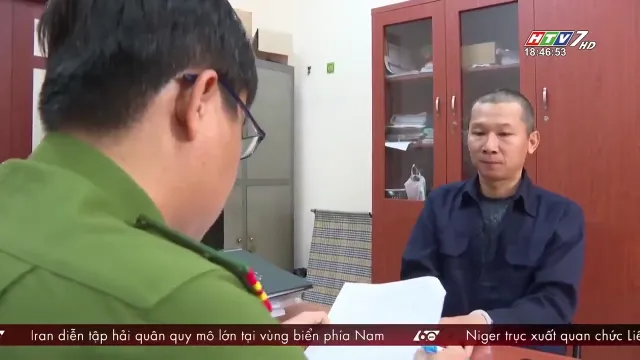 HTV7 HD
18:46:53
Iran diễn tập hải quân quy mô lớn tại vùng biển phía Nam 60 Niger trục xuất quan chức Liê